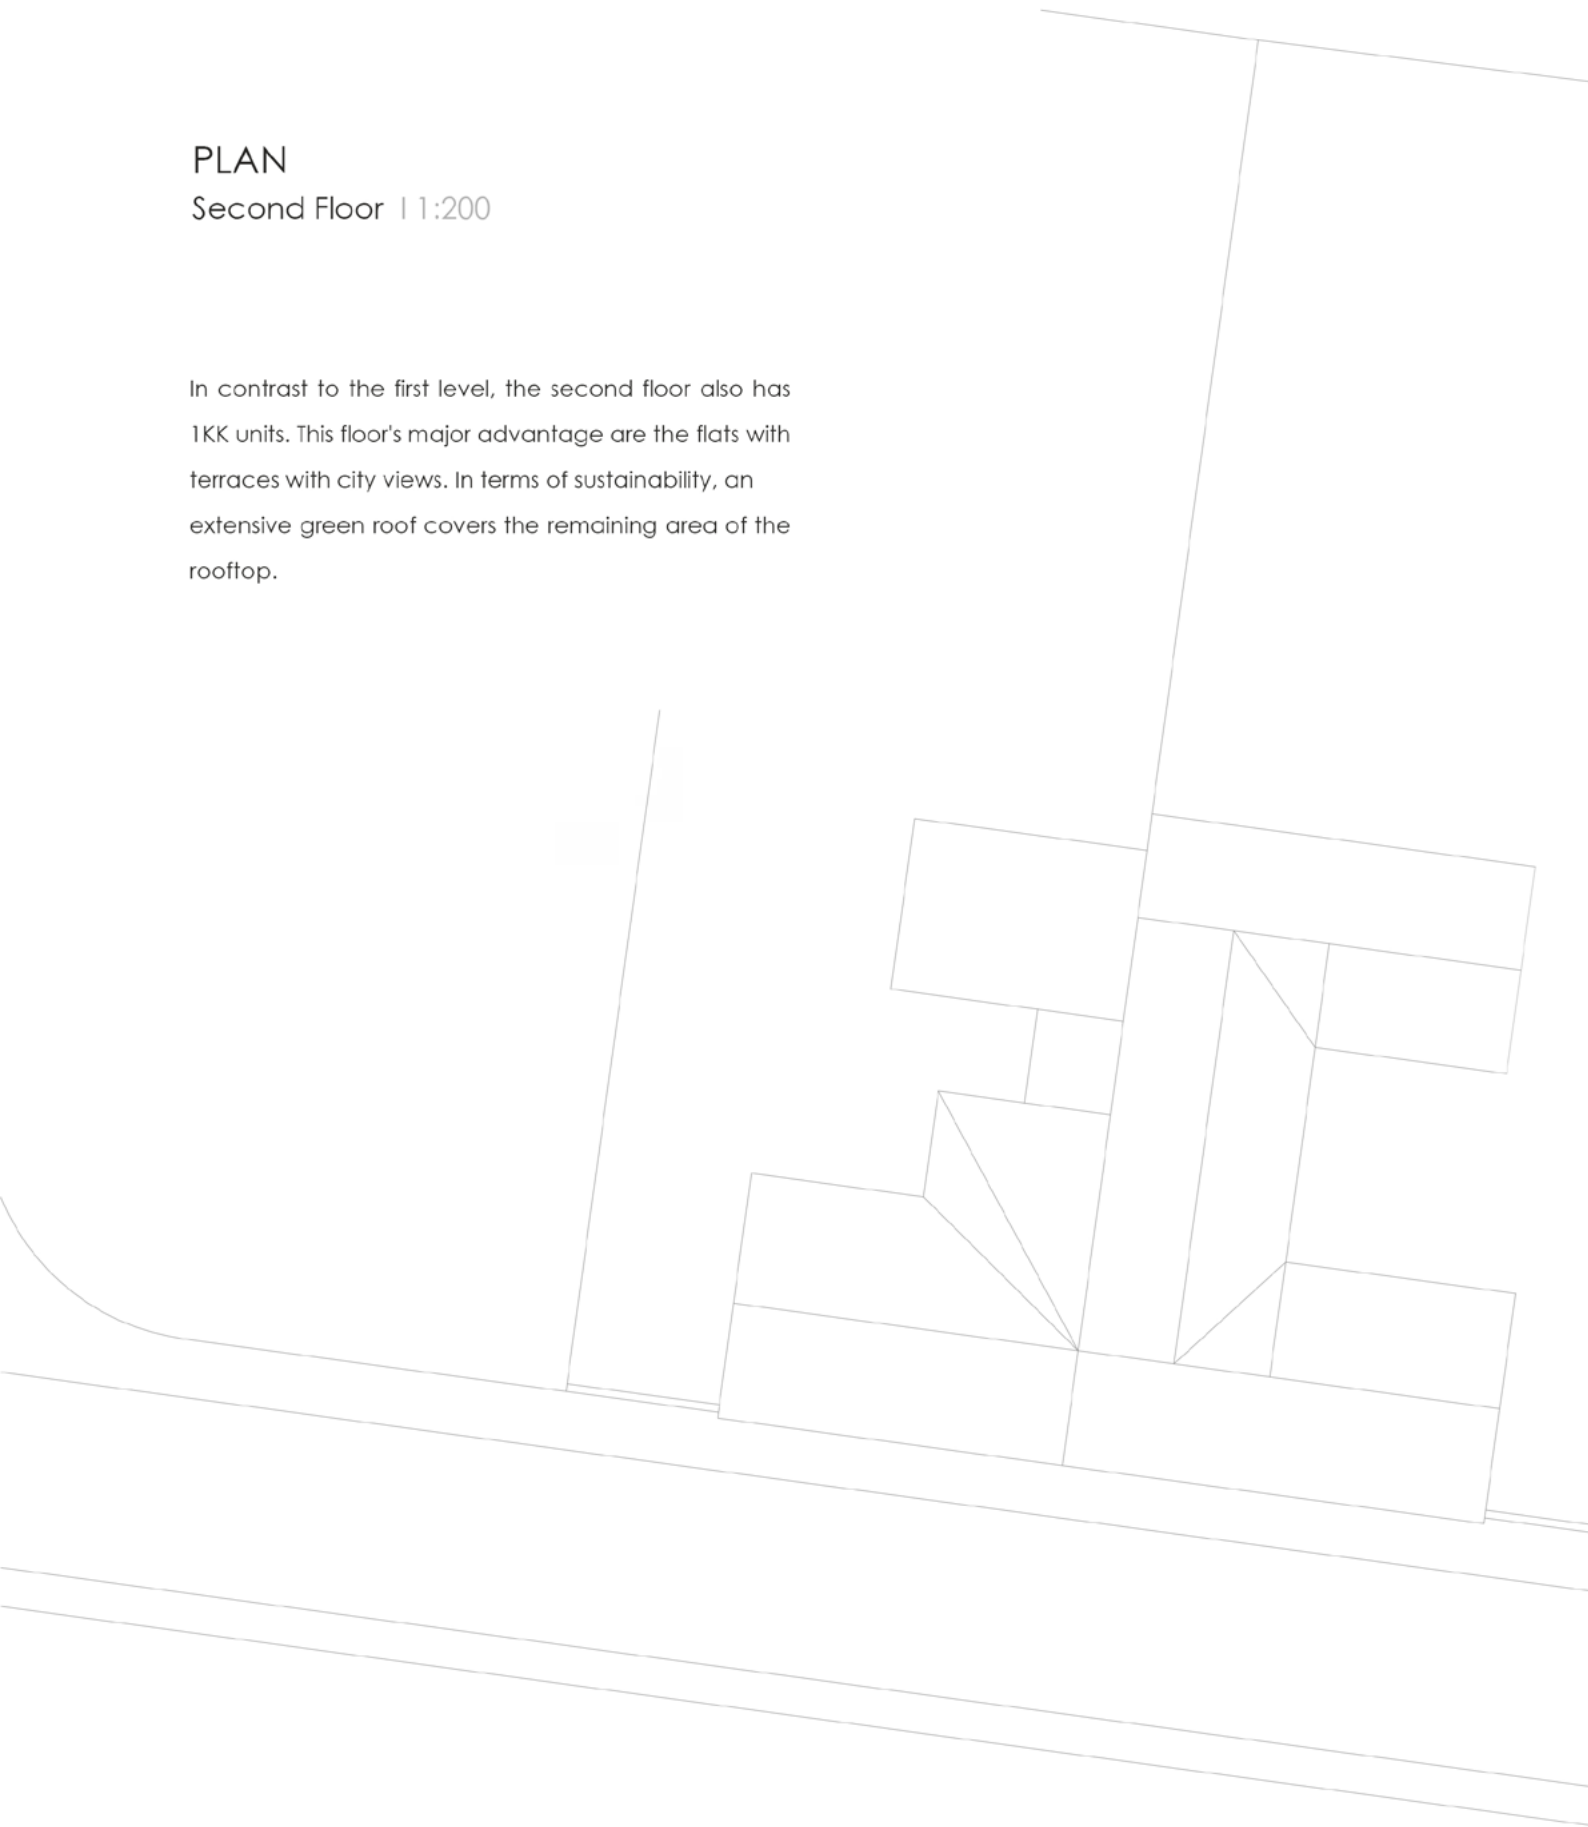 PLAN
Second Floor | 1:200
In contrast to the first level, the second floor also has
1KK units. This floor's major advantage are the flats with
terraces with city views. In terms of sustainability, an
extensive green roof covers the remaining area of the
rooftop.